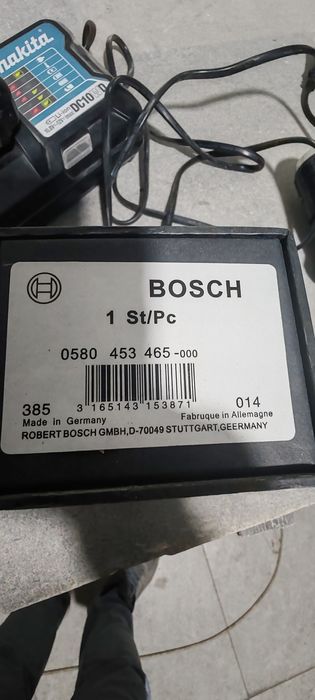 makita
DC10WD
BOSCH
1 St/Pc
0580 453 465-000
3 165143 153871
385
014
Made in Germany
Fabruque in Allemagne
ROBERT BOSCH GMBH,D-70049 STUTTGART,GEERMANY